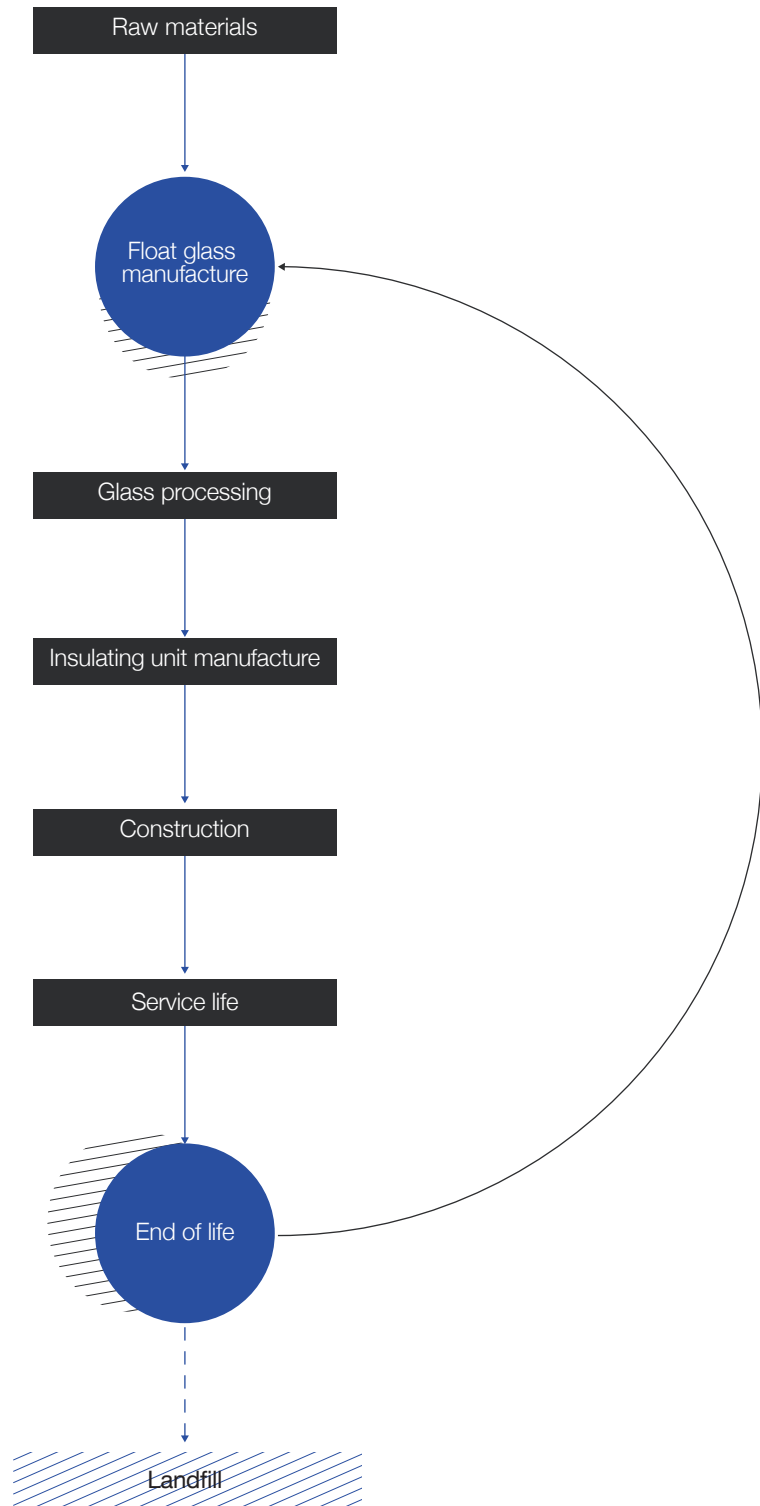 Raw materials
Float glass
manufacture
Glass processing
Insulating unit manufacture
Construction
Service life
End of life
Landfill